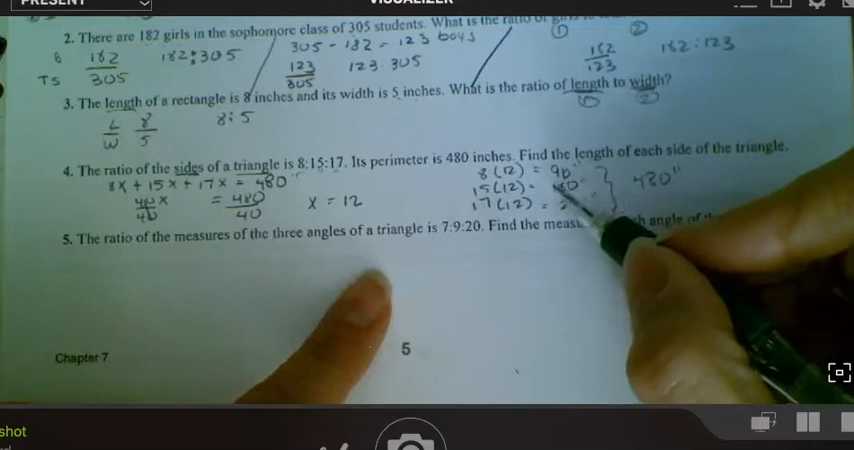 PRESENT
VISUALIZER
2. There are 182 girls in the sophomore class of 305 students. What is the ratio of
182
305
182:305
305 - 182 = 123 boys
123
305
123:305
1
2
182
123
182:123
TS
3. The length of a rectangle is 8 inches and its width is 5 inches. What is the ratio of length to width?
L
W
8
5
8:5
1
2
4. The ratio of the sides of a triangle is 8:15:17. Its perimeter is 480 inches. Find the length of each side of the triangle.
8x + 15x + 17x = 480
40x
40
= 480
40
x = 12
8(12) = 96
15(12) = 180"
17(12) =
480"
5. The ratio of the measures of the three angles of a triangle is 7:9:20. Find the angle of
Chapter 7
5
shot